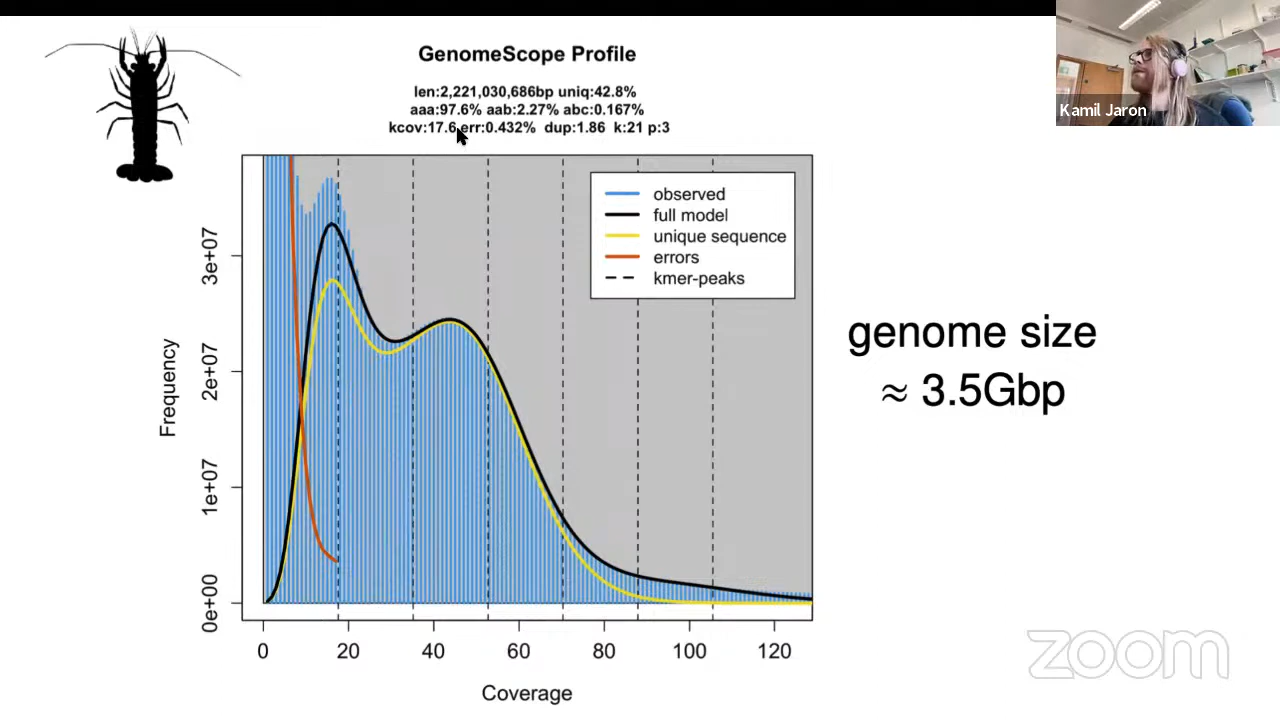 GenomeScope Profile
len:2,221,030,686bp uniq:42.8%
aaa:97.6% aab:2.27% abc:0.167%
kcov:17.6 err:0.432% dup:1.86 k:21 p:3
Kamil Jaron
observed
full model
unique sequence
errors
kmer-peaks
Frequency
3e+07
2e+07
1e+07
0e+00
0 20 40 60 80 100 120
Coverage
genome size
≈ 3.5Gbp
zoom